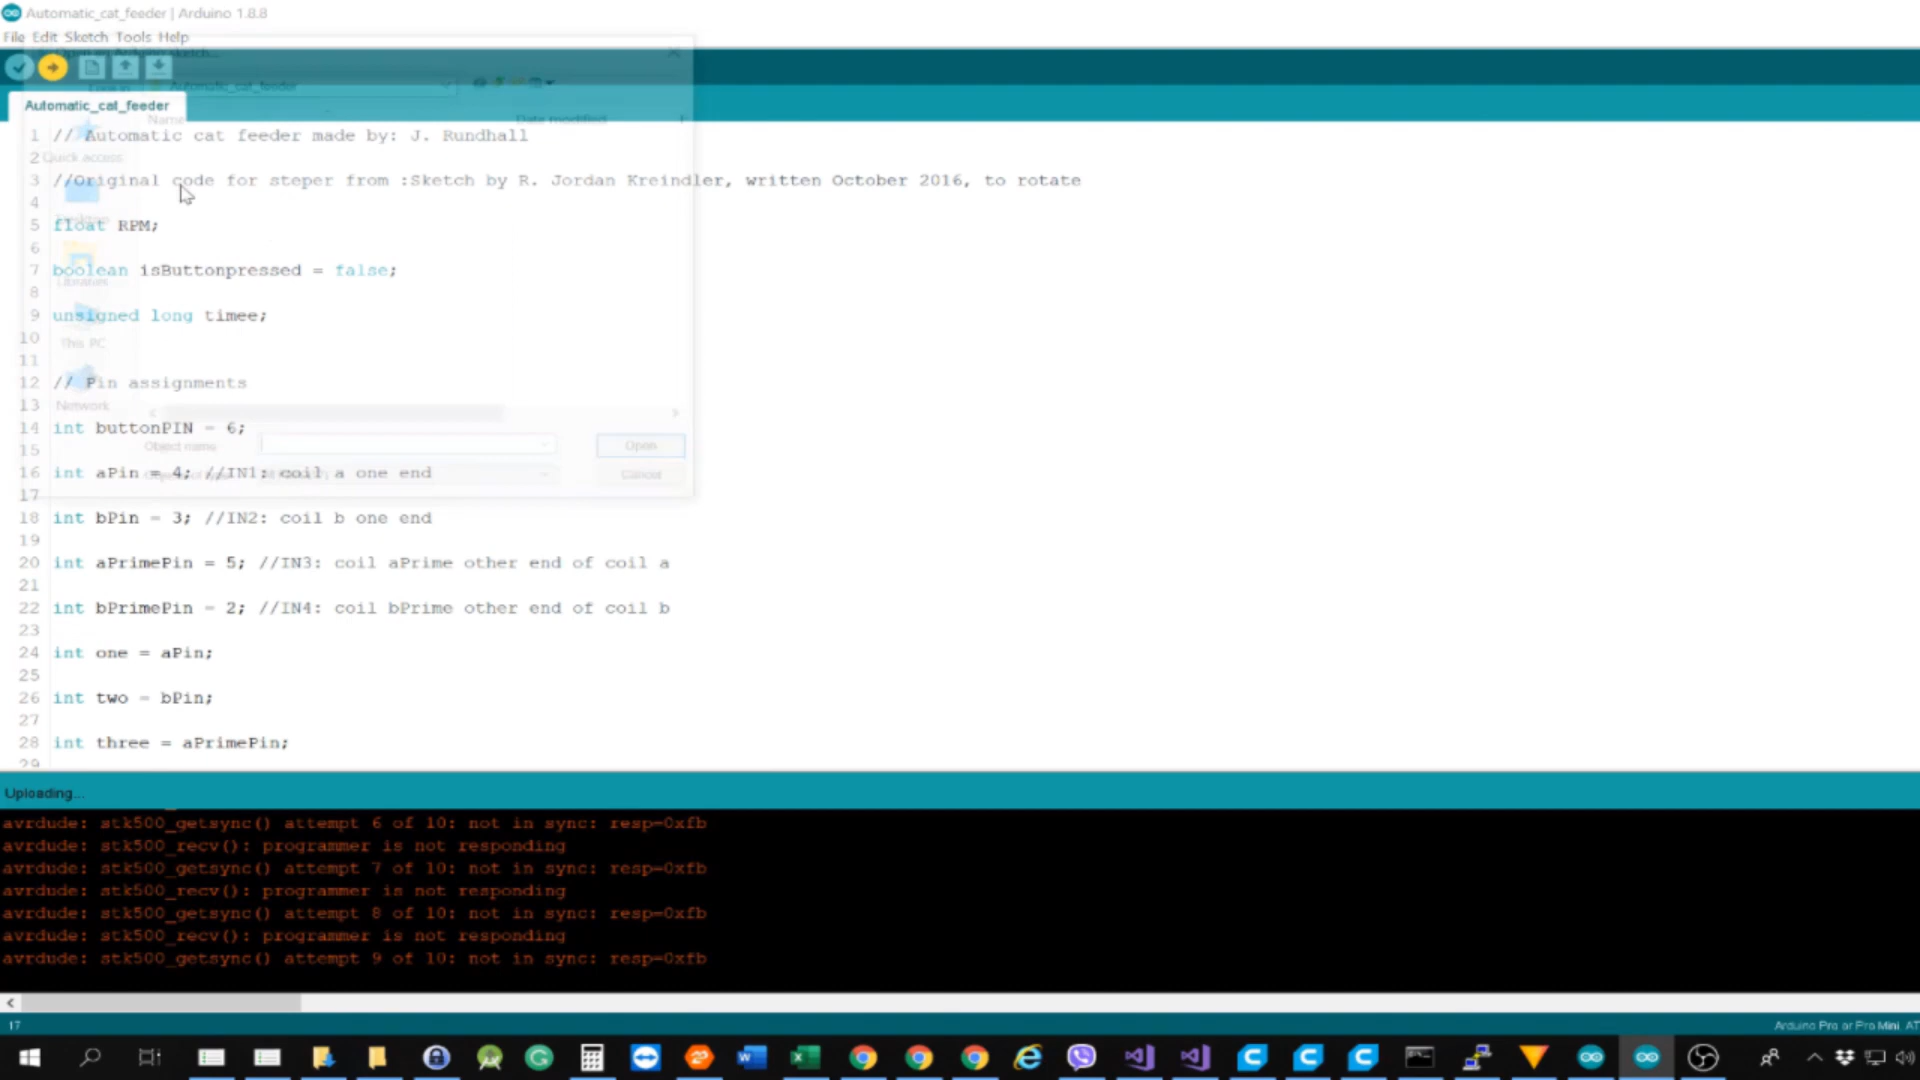 Automatic_cat_feeder | Arduino 1.8.8
File Edit Sketch Tools Help
Automatic_cat_feeder
Automatic_cat_feeder
Name
Date modified
1 // Automatic cat feeder made by: J. Rundhall
2
Quick access
3 //Original code for steper from :Sketch by R. Jordan Kreindler, written October 2016, to rotate
4
Desktop
5 float RPM;
6
7 boolean isButtonpressed = false;
Libraries
8
9 unsigned long timee;
10
This PC
11
12 // Pin assignments
13
Network
14 int buttonPIN = 6;
Object name
Open
15
16 int aPin = 4; //IN1: coil a one end
Cancel
17
18 int bPin = 3; //IN2: coil b one end
19
20 int aPrimePin = 5; //IN3: coil aPrime other end of coil a
21
22 int bPrimePin = 2; //IN4: coil bPrime other end of coil b
23
24 int one = aPin;
25
26 int two = bPin;
27
28 int three = aPrimePin;
29
Uploading...
avrdude: stk500_getsync() attempt 6 of 10: not in sync: resp=0xfb
avrdude: stk500_recv(): programmer is not responding
avrdude: stk500_getsync() attempt 7 of 10: not in sync: resp=0xfb
avrdude: stk500_recv(): programmer is not responding
avrdude: stk500_getsync() attempt 8 of 10: not in sync: resp=0xfb
avrdude: stk500_recv(): programmer is not responding
avrdude: stk500_getsync() attempt 9 of 10: not in sync: resp=0xfb
17
Arduino Pro or Pro Mini, AT